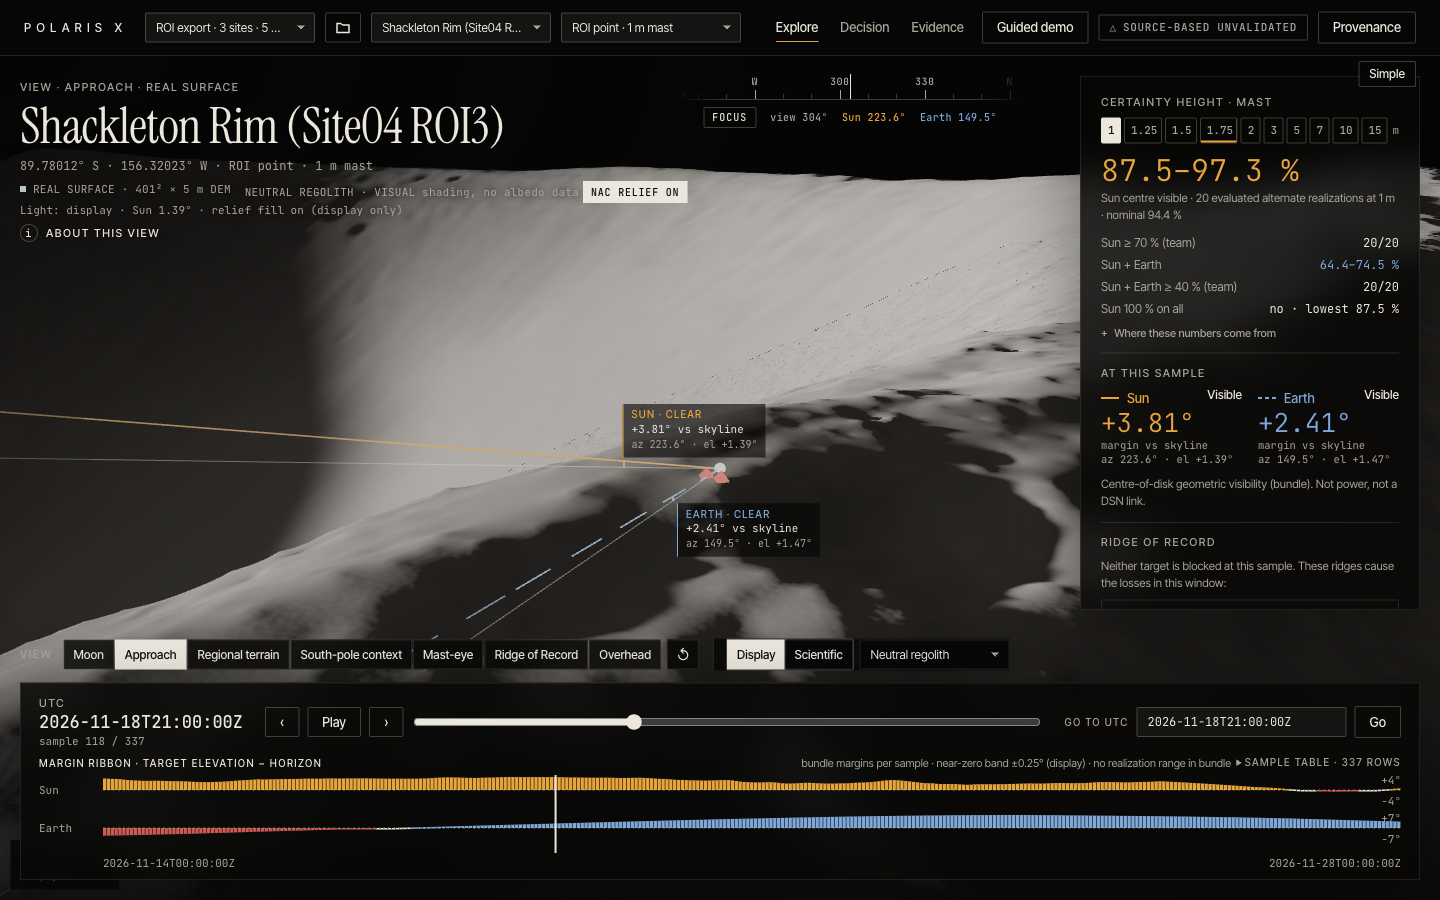 POLARIS X
ROI export · 3 sites · 5 ...
Shackleton Rim (Site04 R...
ROI point · 1 m mast
Explore
Decision
Evidence
Guided demo
△ SOURCE-BASED UNVALIDATED
Provenance
Simple
VIEW · APPROACH · REAL SURFACE
Shackleton Rim (Site04 ROI3)
89.78012° S · 156.32023° W · ROI point · 1 m mast
REAL SURFACE · 401² × 5 m DEM NEUTRAL REGOLITH · VISUAL shading, no albedo data NAC RELIEF ON
Light: display · Sun 1.39° · relief fill on (display only)
i ABOUT THIS VIEW
W 300 330 N
FOCUS view 304° Sun 223.6° Earth 149.5°
CERTAINTY HEIGHT · MAST
1 1.25 1.5 1.75 2 3 5 7 10 15 m
87.5–97.3 %
Sun centre visible · 20 evaluated alternate realizations at 1 m
· nominal 94.4 %
Sun ≥ 70 % (team) 20/20
Sun + Earth 64.4–74.5 %
Sun + Earth ≥ 40 % (team) 20/20
Sun 100 % on all no · lowest 87.5 %
+ Where these numbers come from
AT THIS SAMPLE
Sun Visible Earth Visible
+3.81° +2.41°
margin vs skyline margin vs skyline
az 223.6° · el +1.39° az 149.5° · el +1.47°
Centre-of-disk geometric visibility (bundle). Not power, not a
DSN link.
RIDGE OF RECORD
Neither target is blocked at this sample. These ridges cause
the losses in this window:
SUN · CLEAR
+3.81° vs skyline
az 223.6° · el +1.39°
EARTH · CLEAR
+2.41° vs skyline
az 149.5° · el +1.47°
VIEW Moon Approach Regional terrain South-pole context Mast-eye Ridge of Record Overhead Display Scientific Neutral regolith
UTC
2026-11-18T21:00:00Z
sample 118 / 337
‹ Play ›
GO TO UTC 2026-11-18T21:00:00Z Go
MARGIN RIBBON · TARGET ELEVATION − HORIZON
bundle margins per sample · near-zero band ±0.25° (display) · no realization range in bundle
SAMPLE TABLE · 337 ROWS
Sun +4°
-4°
Earth +7°
-7°
2026-11-14T00:00:00Z 2026-11-28T00:00:00Z